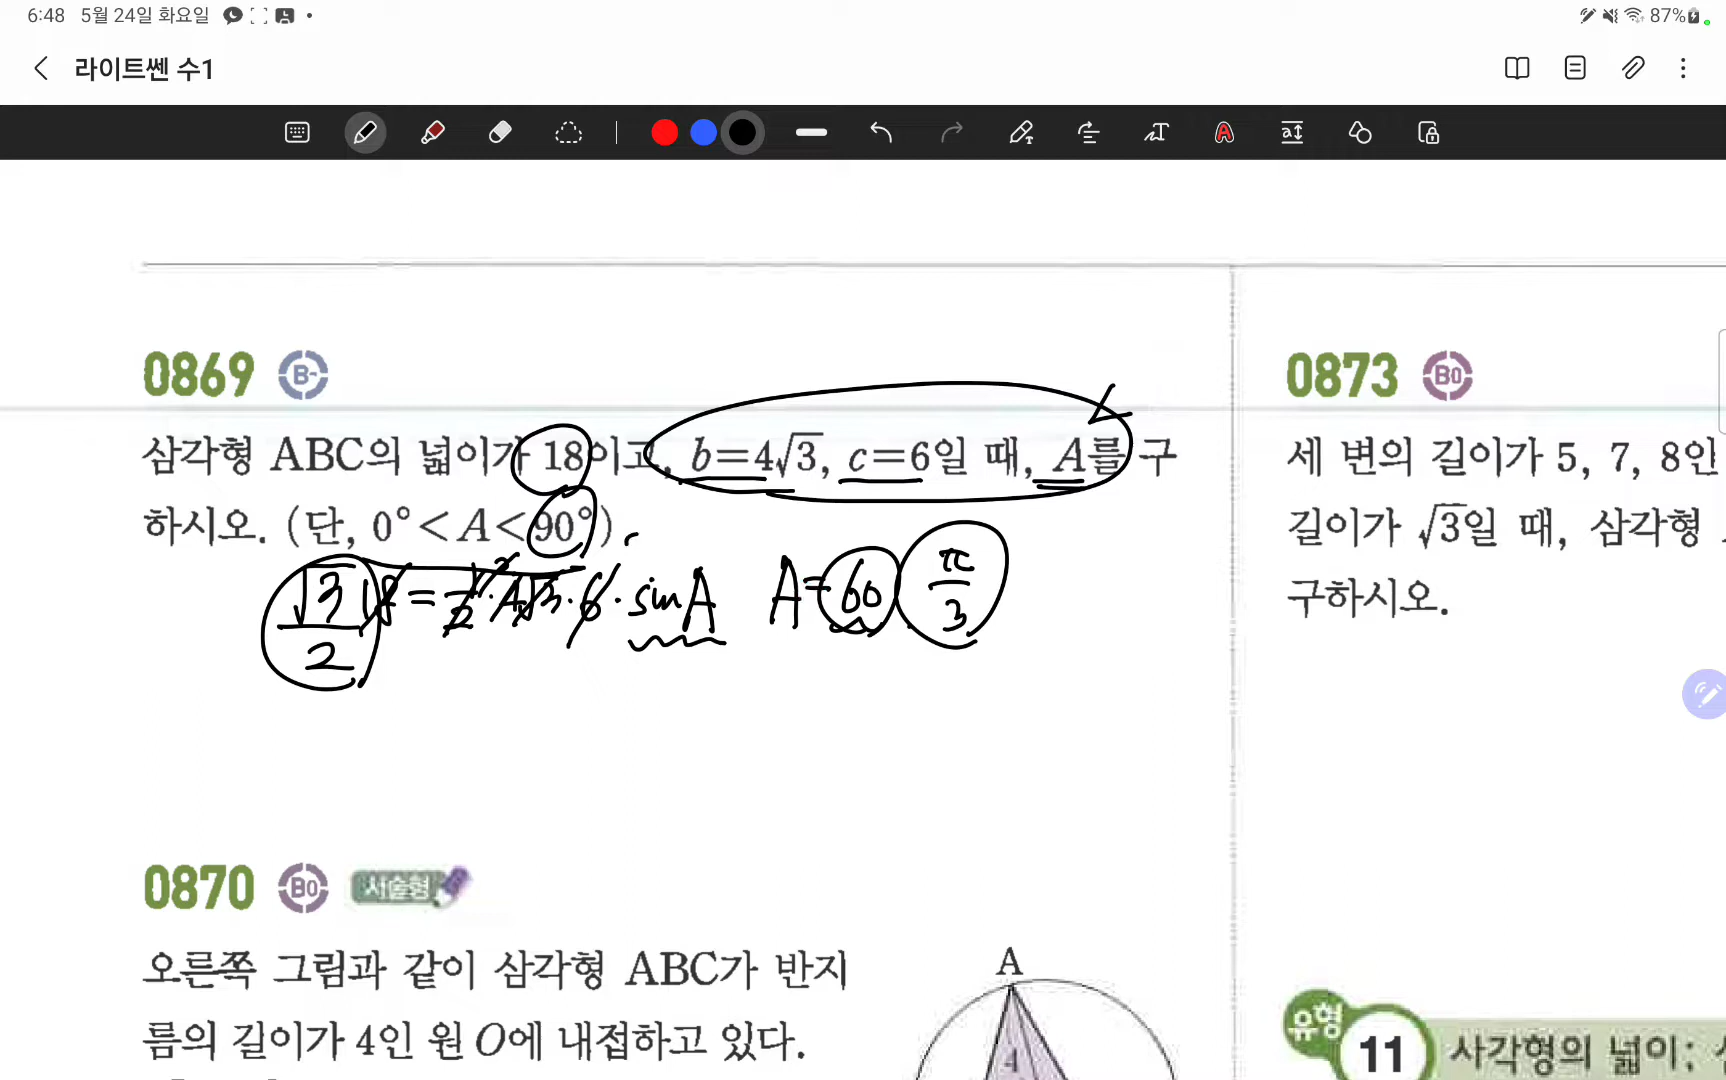 6:48 5월 24일 화요일 87%
라이트쎈 수1
0869 B-
삼각형 ABC의 넓이가 18이고, b=4√3, c=6일 때, A를 구
하시오. (단, 0°<A<90°)
√3/2 18 = 1/2 · 4√3 · 6 · sinA A=60 π/3
0870 B0 서술형
오른쪽 그림과 같이 삼각형 ABC가 반지
름의 길이가 4인 원 O에 내접하고 있다.
A
4
0873 B0
세 변의 길이가 5, 7, 8인
길이가 √3일 때, 삼각형
구하시오.
유형 11 사각형의 넓이;